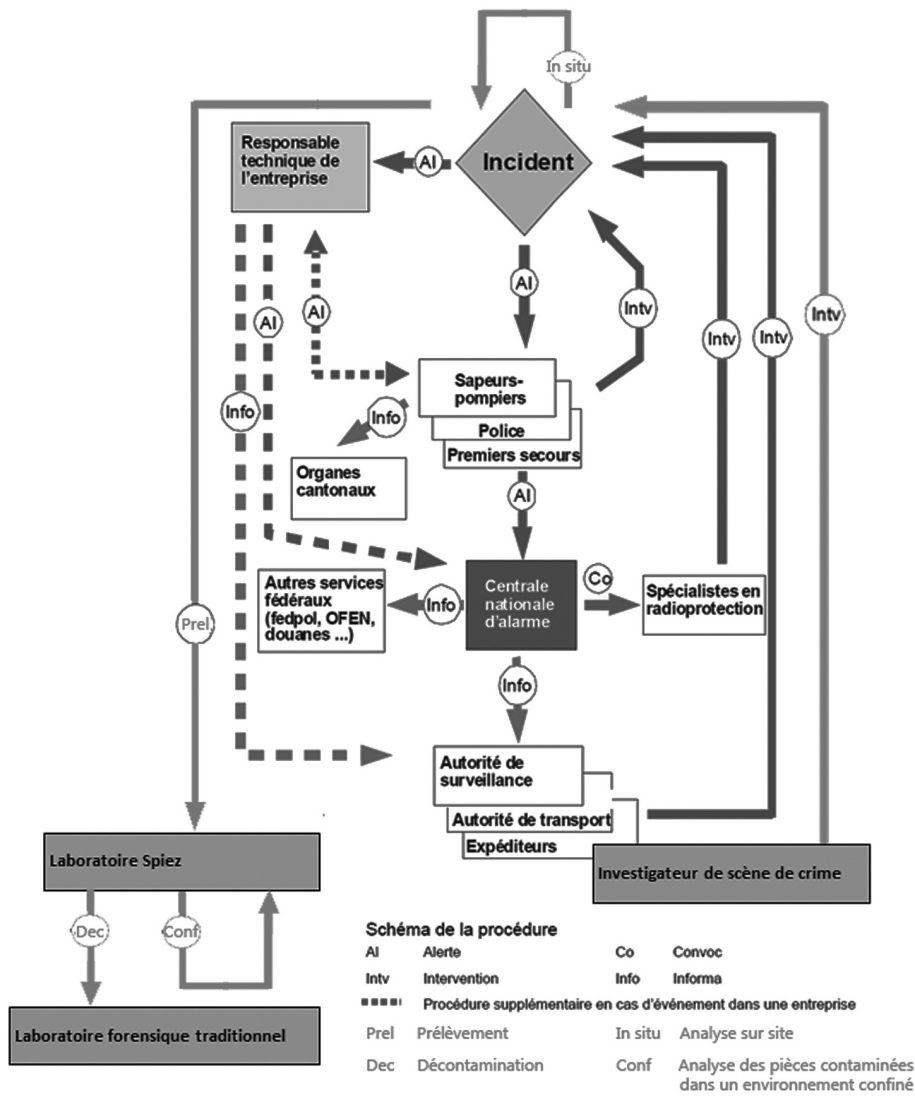 In situ
Responsable
technique de
l'entreprise
Al
Incident
Al
Al
Al
Intv
Intv
Intv
Intv
Info
Sapeurs-
pompiers
Info
Police
Premiers secours
Organes
cantonaux
Al
Autres services
fédéraux
(fedpol, OFEN,
douanes ...)
Info
Centrale
nationale
d'alarme
Co
Spécialistes en
radioprotection
Prel
Info
Autorité de
surveillance
Autorité de transport
Expéditeurs
Laboratoire Spiez
Investigateur de scène de crime
Dec
Conf
Laboratoire forensique traditionnel
Schéma de la procédure
Al Alerte Co Convoc
Intv Intervention Info Informa
Procédure supplémentaire en cas d'événement dans une entreprise
Prel Prélèvement In situ Analyse sur site
Dec Décontamination Conf Analyse des pièces contaminées
dans un environnement confiné